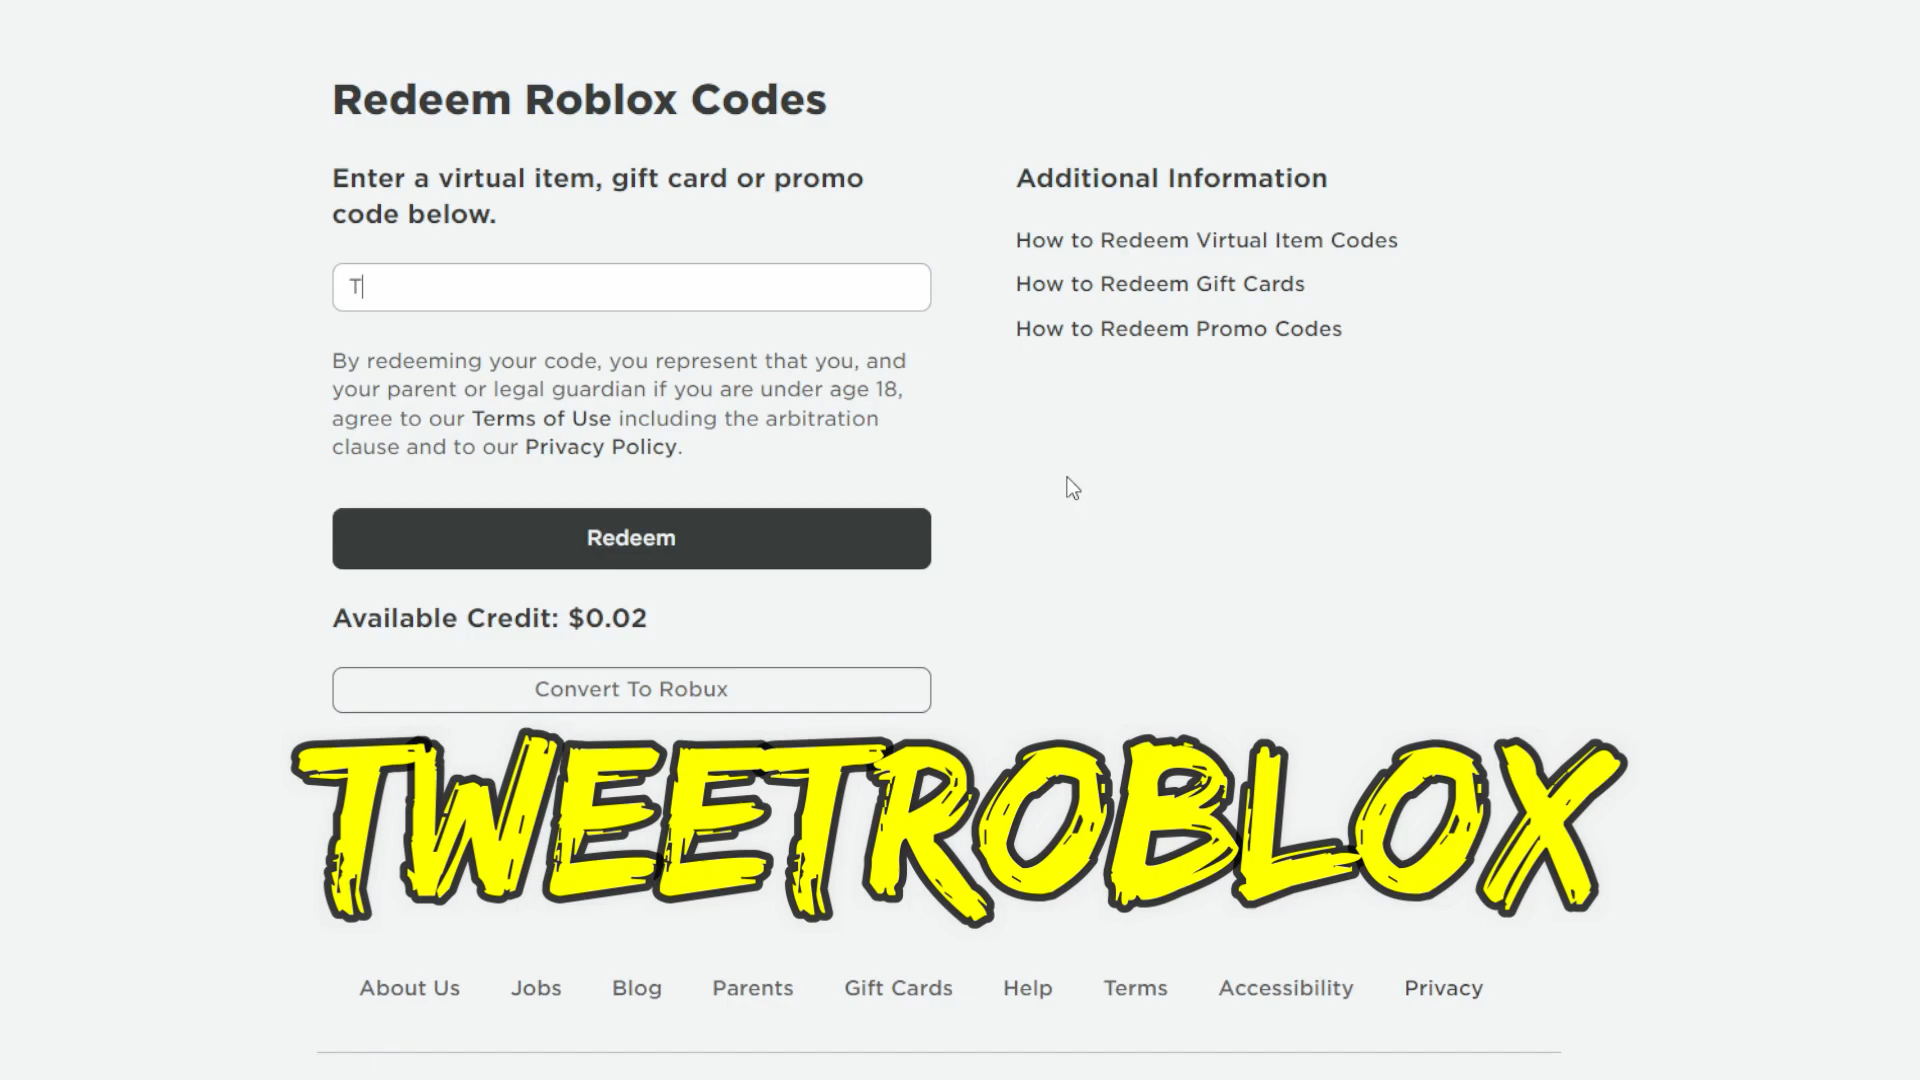 Redeem Roblox Codes
Enter a virtual item, gift card or promo
code below.
T
By redeeming your code, you represent that you, and
your parent or legal guardian if you are under age 18,
agree to our Terms of Use including the arbitration
clause and to our Privacy Policy.
Redeem
Available Credit: $0.02
Convert To Robux
Additional Information
How to Redeem Virtual Item Codes
How to Redeem Gift Cards
How to Redeem Promo Codes
TWEETROBLOX
About Us Jobs Blog Parents Gift Cards Help Terms Accessibility Privacy